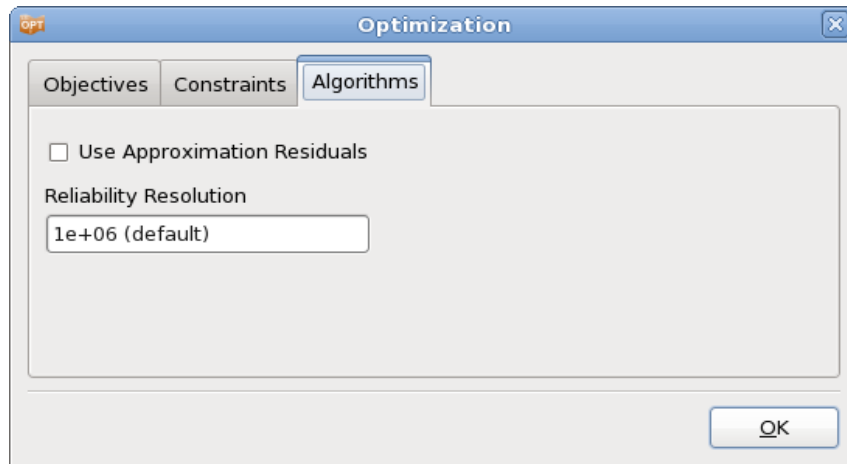 OPT Optimization
Objectives Constraints Algorithms
Use Approximation Residuals
Reliability Resolution
1e+06 (default)
OK